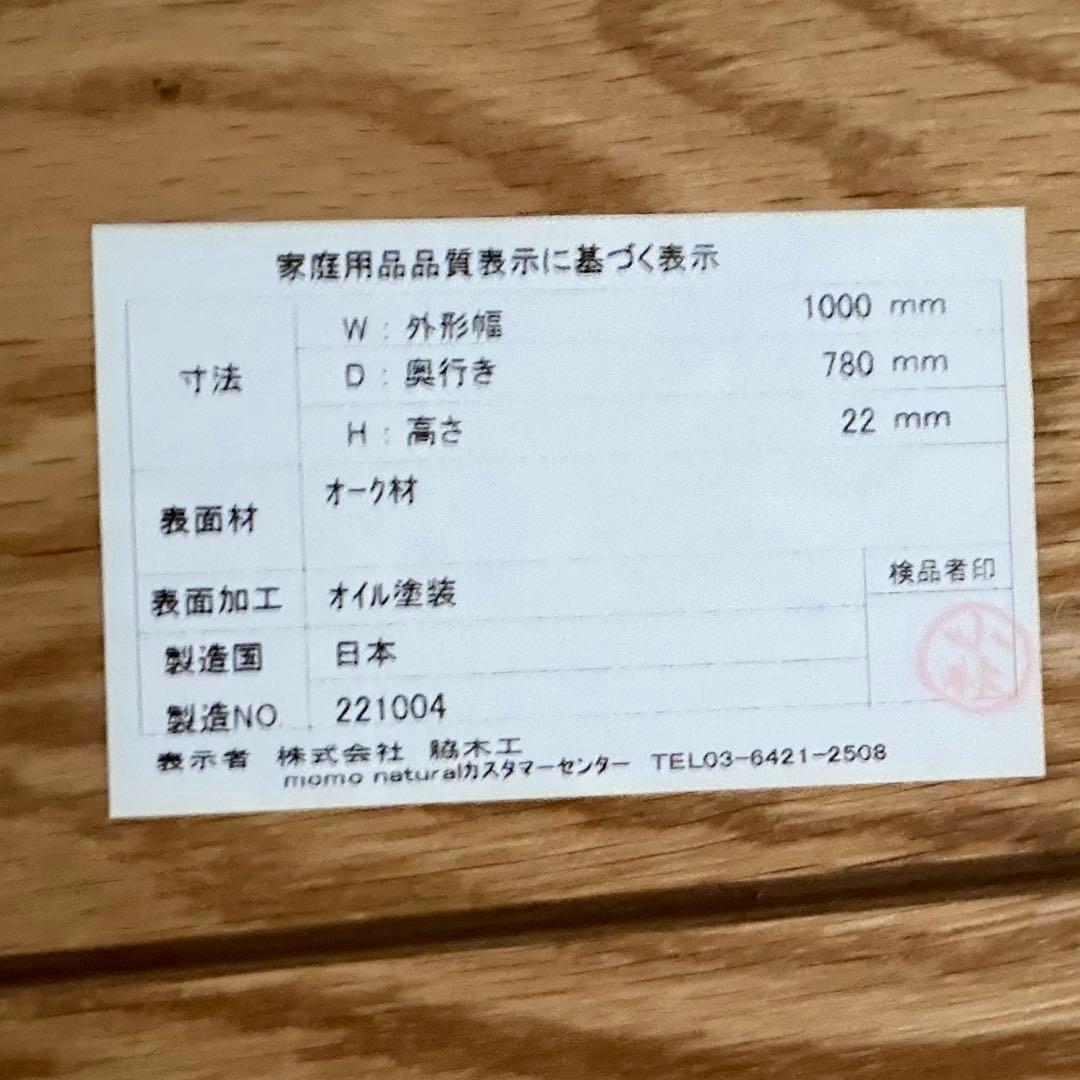 家庭用品品質表示に基づく表示
寸法
W : 外形幅 1000 mm
D : 奥行き 780 mm
H : 高さ 22 mm
表面材 オーク材
表面加工 オイル塗装
検品者印
製造国 日本
製造NO. 221004
表示者 株式会社 脇木工
momo naturalカスタマーセンター TEL03-6421-2508